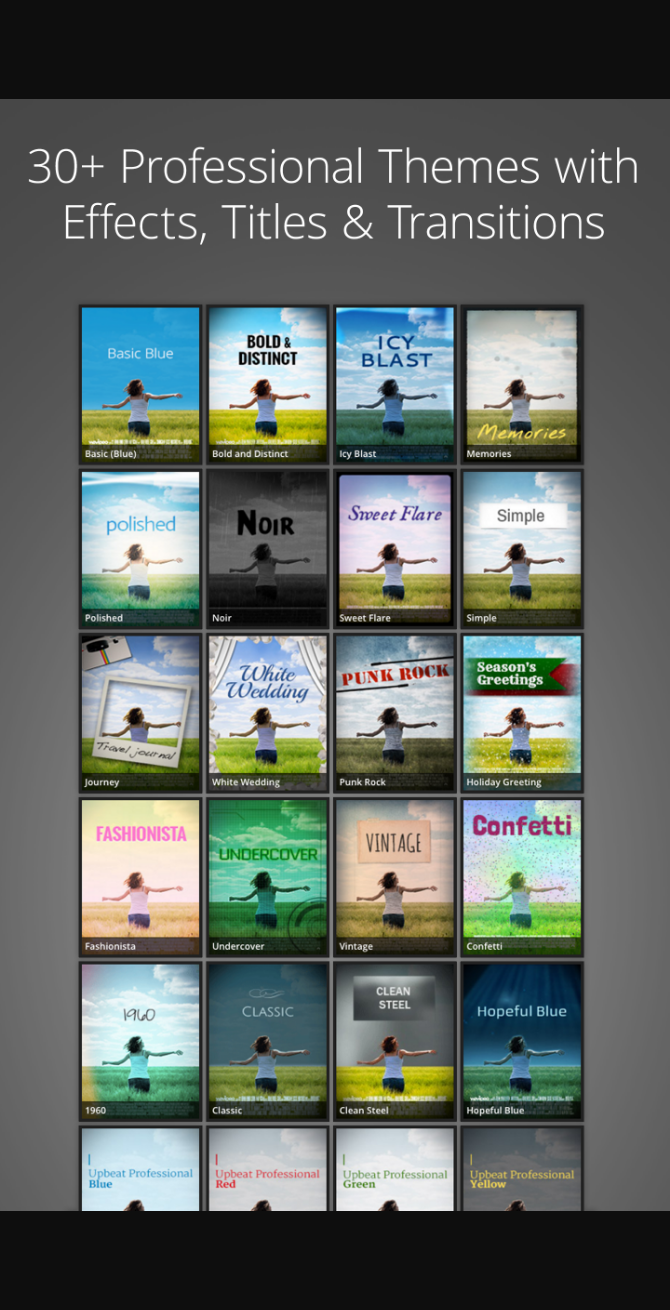 30+ Professional Themes with
Effects, Titles & Transitions
Basic Blue
Basic (Blue)
BOLD &
DISTINCT
Bold and Distinct
ICY
BLAST
Icy Blast
Memories
Memories
polished
Polished
NOIR
Noir
Sweet Flare
Sweet Flare
Simple
Simple
Travel journal
Journey
White
Wedding
White Wedding
PUNK ROCK
Punk Rock
Season's
Greetings
Holiday Greeting
FASHIONISTA
Fashionista
UNDERCOVER
Undercover
VINTAGE
Vintage
Confetti
Confetti
1960
1960
CLASSIC
Classic
CLEAN
STEEL
Clean Steel
Hopeful Blue
Hopeful Blue
Upbeat Professional
Blue
Upbeat Professional
Red
Upbeat Professional
Green
Upbeat Professional
Yellow